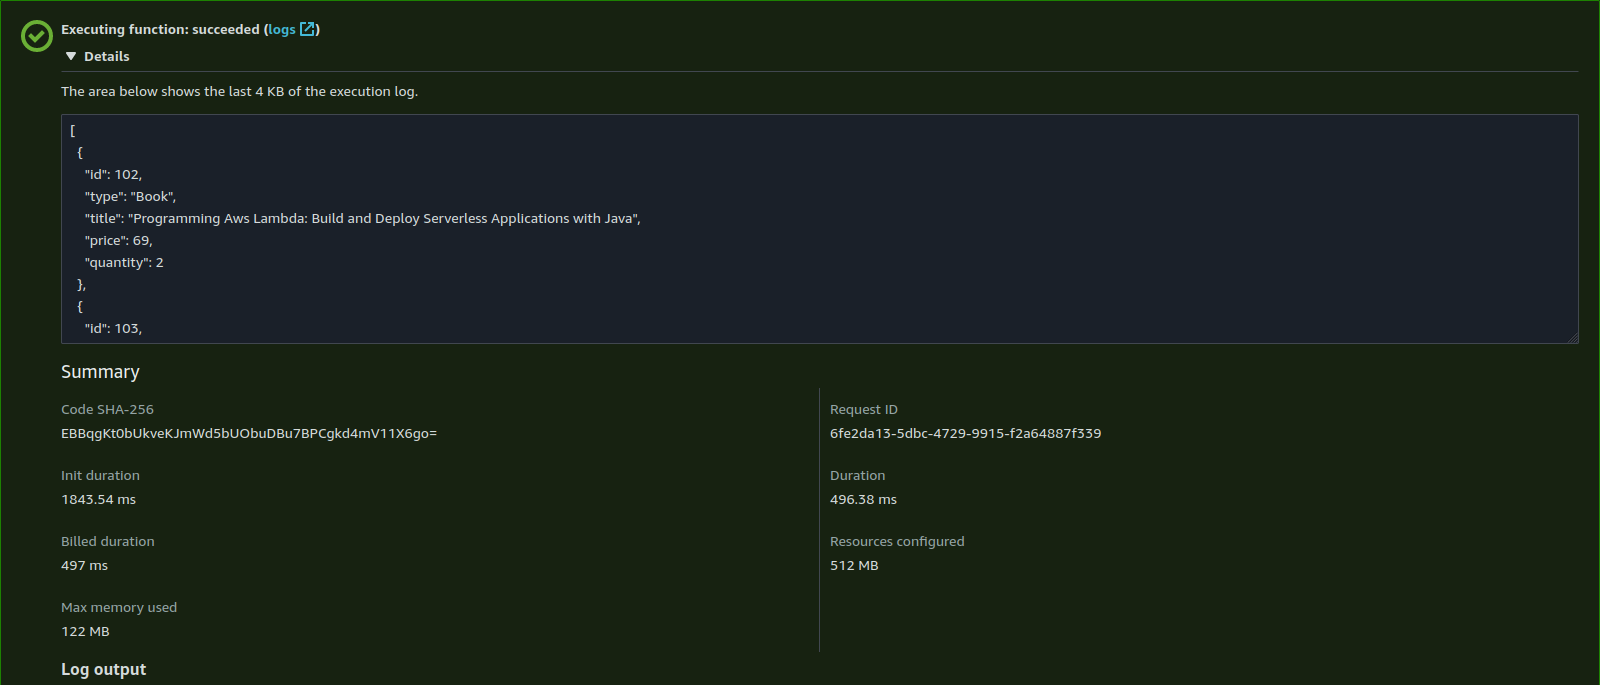 Executing function: succeeded (logs)
Details
The area below shows the last 4 KB of the execution log.
[
{
"id": 102,
"type": "Book",
"title": "Programming Aws Lambda: Build and Deploy Serverless Applications with Java",
"price": 69,
"quantity": 2
},
{
"id": 103,
Summary
Code SHA-256
EBBqgKt0bUkveKJmWd5bUObuDBu7BPCgkd4mV11X6go=
Request ID
6fe2da13-5dbc-4729-9915-f2a64887f339
Init duration
1843.54 ms
Duration
496.38 ms
Billed duration
497 ms
Resources configured
512 MB
Max memory used
122 MB
Log output